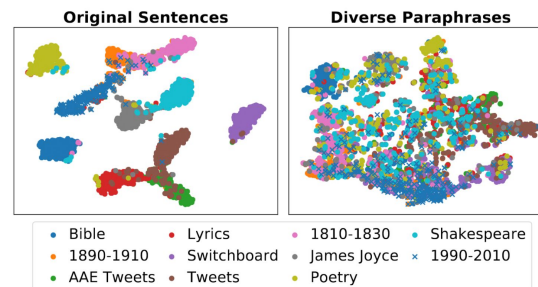 Original Sentences Diverse Paraphrases
Bible Lyrics 1810-1830 Shakespeare
1890-1910 Switchboard James Joyce 1990-2010
AAE Tweets Tweets Poetry